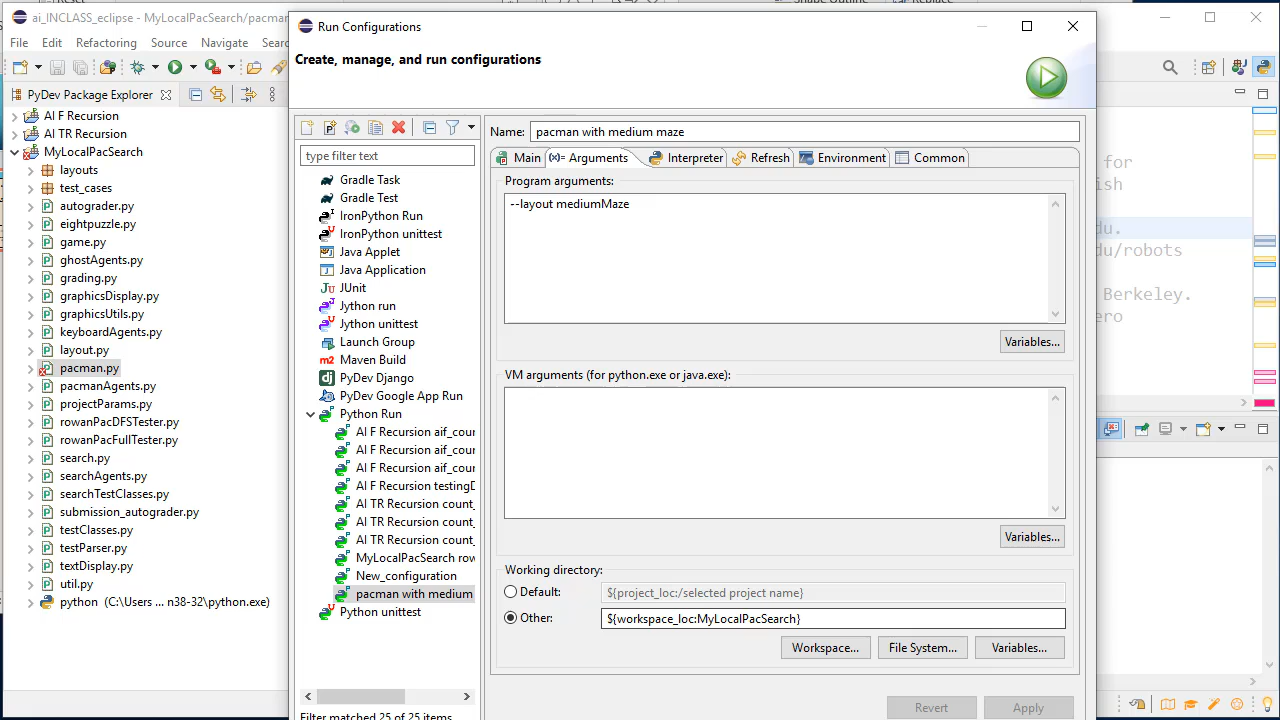 Reset
Shape Outline
Replace
ai_INCLASS_eclipse - MyLocalPacSearch/pacman
Run Configurations
File Edit Refactoring Source Navigate Searc
Create, manage, and run configurations
PyDev Package Explorer
Name: pacman with medium maze
AI F Recursion
AI TR Recursion
MyLocalPacSearch
layouts
test_cases
autograder.py
eightpuzzle.py
game.py
ghostAgents.py
grading.py
graphicsDisplay.py
graphicsUtils.py
keyboardAgents.py
layout.py
pacman.py
pacmanAgents.py
projectParams.py
rowanPacDFSTester.py
rowanPacFullTester.py
search.py
searchAgents.py
searchTestClasses.py
submission_autograder.py
testClasses.py
testParser.py
textDisplay.py
util.py
python (C:\Users ... n38-32\python.exe)
type filter text
Gradle Task
Gradle Test
IronPython Run
IronPython unittest
Java Applet
Java Application
JUnit
Jython run
Jython unittest
Launch Group
Maven Build
PyDev Django
PyDev Google App Run
Python Run
AI F Recursion aif_cour
AI F Recursion aif_cour
AI F Recursion aif_cour
AI F Recursion testingD
AI TR Recursion count_
AI TR Recursion count_
AI TR Recursion count_
MyLocalPacSearch row
New_configuration
pacman with medium
Python unittest
Filter matched 25 of 25 items
Main (x)= Arguments Interpreter Refresh Environment Common
Program arguments:
--layout mediumMaze
Variables...
VM arguments (for python.exe or java.exe):
Variables...
Working directory:
Default: ${project_loc:/selected project name}
Other: ${workspace_loc:MyLocalPacSearch}
Workspace... File System... Variables...
Revert Apply
for
ish
du.
du/robots
Berkeley.
ero